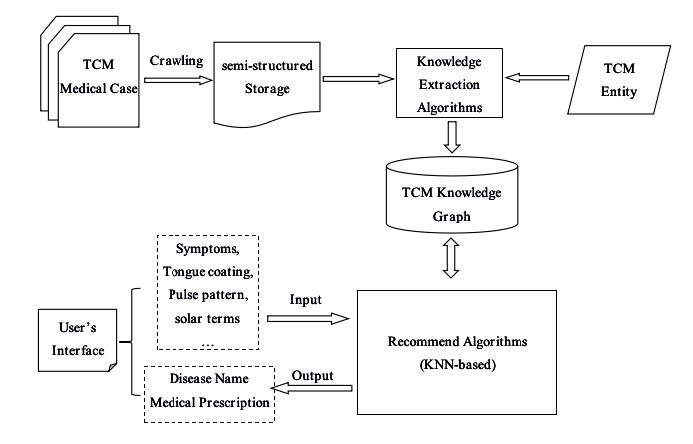 TCM
Medical Case
Crawling
semi-structured
Storage
Knowledge
Extraction
Algorithms
TCM
Entity
TCM Knowledge
Graph
Symptoms,
Tongue coating,
Pulse pattern,
solar terms
...
Input
User's
Interface
Recommend Algorithms
(KNN-based)
Disease Name
Medical Prescription
Output